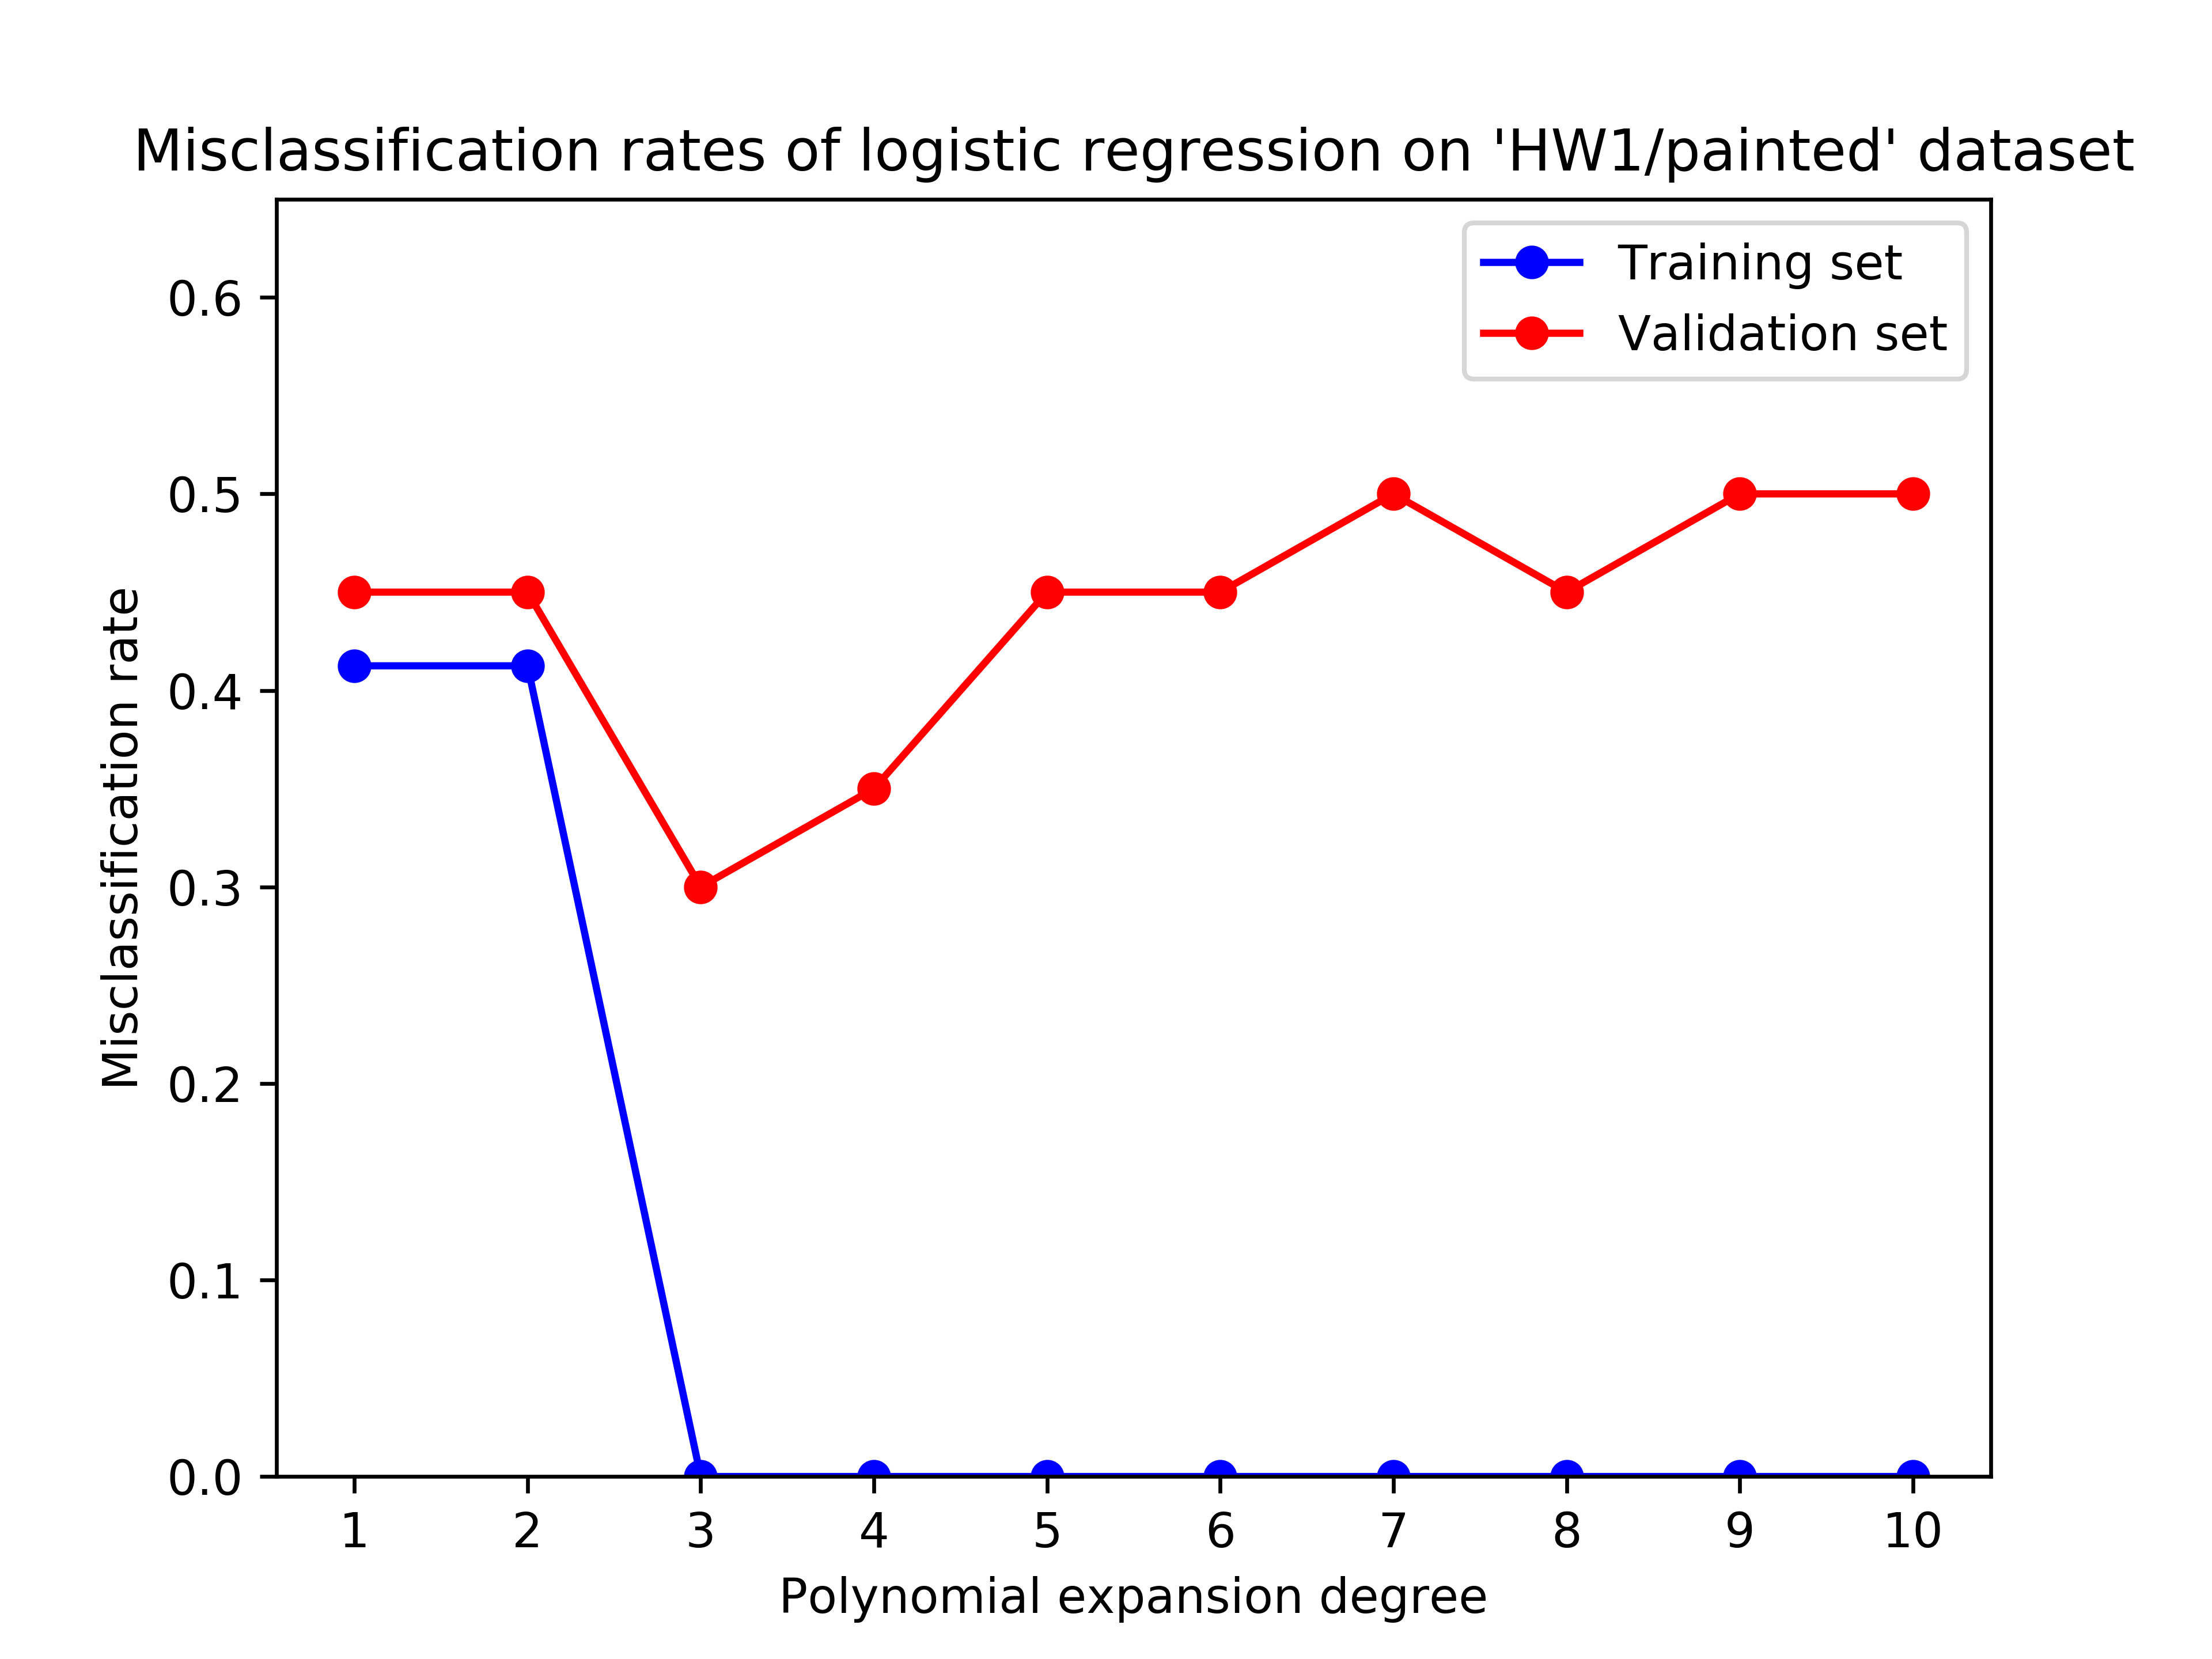 Misclassification rates of logistic regression on 'HW1/painted' dataset
Training set
Validation set
Misclassification rate
0.6
0.5
0.4
0.3
0.2
0.1
0.0
1 2 3 4 5 6 7 8 9 10
Polynomial expansion degree